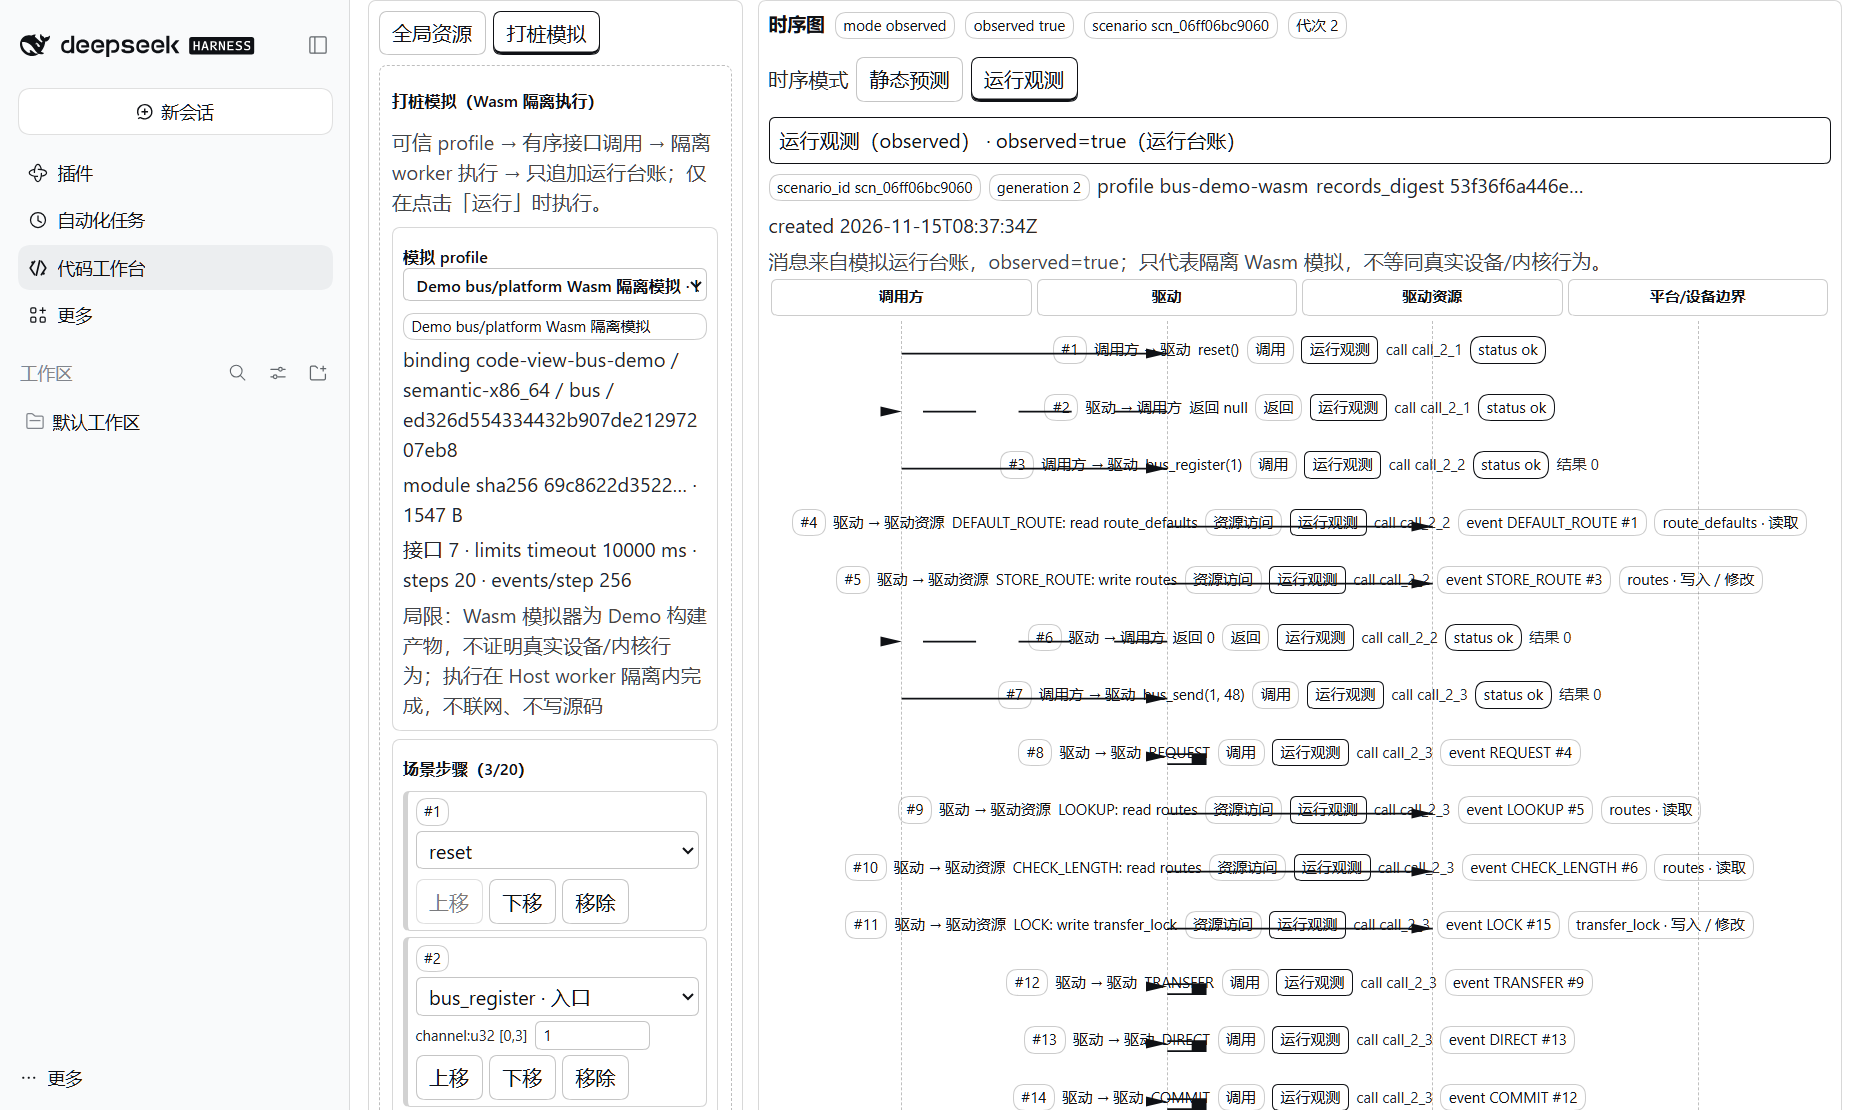 deepseek HARNESS
新会话
插件
自动化任务
代码工作台
更多
工作区
默认工作区
··· 更多
全局资源 打桩模拟
打桩模拟（Wasm 隔离执行）
可信 profile → 有序接口调用 → 隔离
worker 执行 → 只追加运行台账；仅
在点击「运行」时执行。
模拟 profile
Demo bus/platform Wasm 隔离模拟 ·
Demo bus/platform Wasm 隔离模拟
binding code-view-bus-demo /
semantic-x86_64 / bus /
ed326d554334432b907de212972
07eb8
module sha256 69c8622d3522… ·
1547 B
接口 7 · limits timeout 10000 ms ·
steps 20 · events/step 256
局限：Wasm 模拟器为 Demo 构建
产物，不证明真实设备/内核行
为；执行在 Host worker 隔离内完
成，不联网、不写源码
场景步骤（3/20）
#1
reset
上移 下移 移除
#2
bus_register · 入口
channel:u32 [0,3] 1
上移 下移 移除
时序图 mode observed observed true scenario scn_06ff06bc9060 代次 2
时序模式 静态预测 运行观测
运行观测（observed） · observed=true（运行台账）
scenario_id scn_06ff06bc9060 generation 2 profile bus-demo-wasm records_digest 53f36f6a446e…
created 2026-11-15T08:37:34Z
消息来自模拟运行台账，observed=true；只代表隔离 Wasm 模拟，不等同真实设备/内核行为。
调用方 驱动 驱动资源 平台/设备边界
#1 调用方 → 驱动 reset() 调用 运行观测 call call_2_1 status ok
#2 驱动 → 调用方 返回 null 返回 运行观测 call call_2_1 status ok
#3 调用方 → 驱动 bus_register(1) 调用 运行观测 call call_2_2 status ok 结果 0
#4 驱动 → 驱动资源 DEFAULT_ROUTE: read route_defaults 资源访问 运行观测 call call_2_2 event DEFAULT_ROUTE #1 route_defaults · 读取
#5 驱动 → 驱动资源 STORE_ROUTE: write routes 资源访问 运行观测 call call_2_2 event STORE_ROUTE #3 routes · 写入 / 修改
#6 驱动 → 调用方 返回 0 返回 运行观测 call call_2_2 status ok 结果 0
#7 调用方 → 驱动 bus_send(1, 48) 调用 运行观测 call call_2_3 status ok 结果 0
#8 驱动 → 驱动 REQUEST 调用 运行观测 call call_2_3 event REQUEST #4
#9 驱动 → 驱动资源 LOOKUP: read routes 资源访问 运行观测 call call_2_3 event LOOKUP #5 routes · 读取
#10 驱动 → 驱动资源 CHECK_LENGTH: read routes 资源访问 运行观测 call call_2_3 event CHECK_LENGTH #6 routes · 读取
#11 驱动 → 驱动资源 LOCK: write transfer_lock 资源访问 运行观测 call call_2_3 event LOCK #15 transfer_lock · 写入 / 修改
#12 驱动 → 驱动 TRANSFER 调用 运行观测 call call_2_3 event TRANSFER #9
#13 驱动 → 驱动 DIRECT 调用 运行观测 call call_2_3 event DIRECT #13
#14 驱动 → 驱动 COMMIT 调用 运行观测 call call_2_3 event COMMIT #12